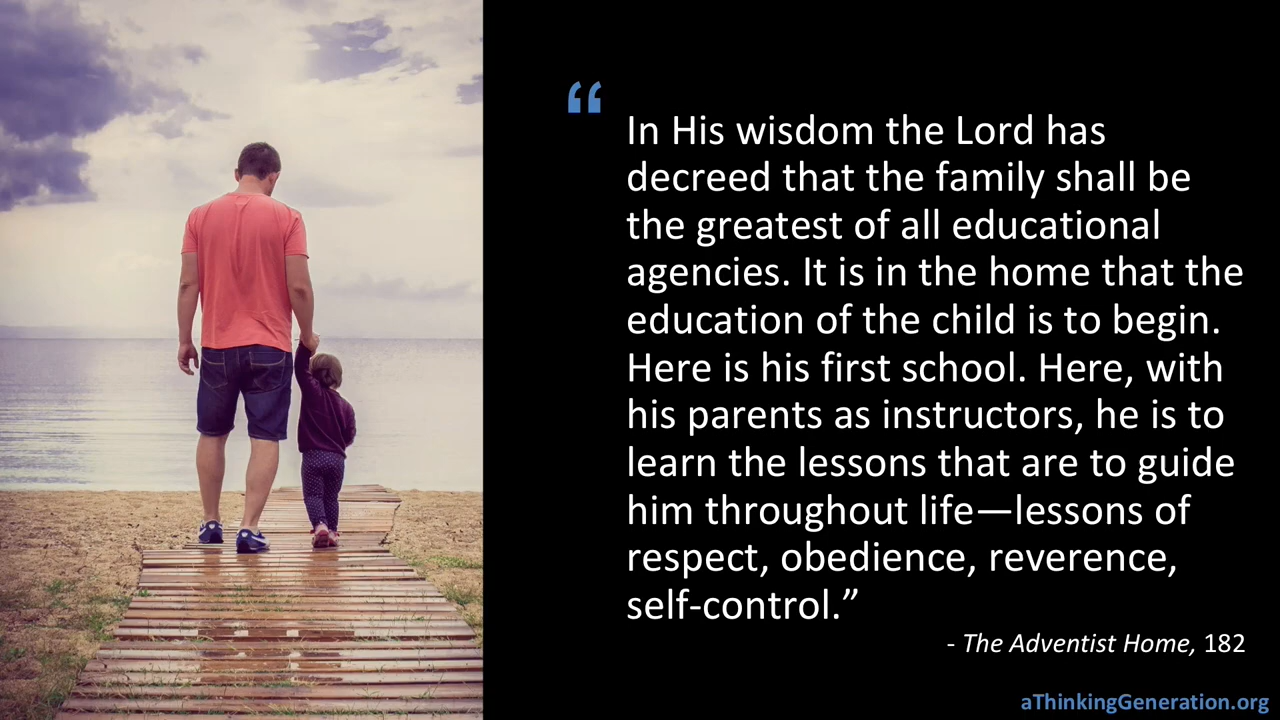 “
In His wisdom the Lord has
decreed that the family shall be
the greatest of all educational
agencies. It is in the home that the
education of the child is to begin.
Here is his first school. Here, with
his parents as instructors, he is to
learn the lessons that are to guide
him throughout life—lessons of
respect, obedience, reverence,
self-control.”
- The Adventist Home, 182
aThinkingGeneration.org